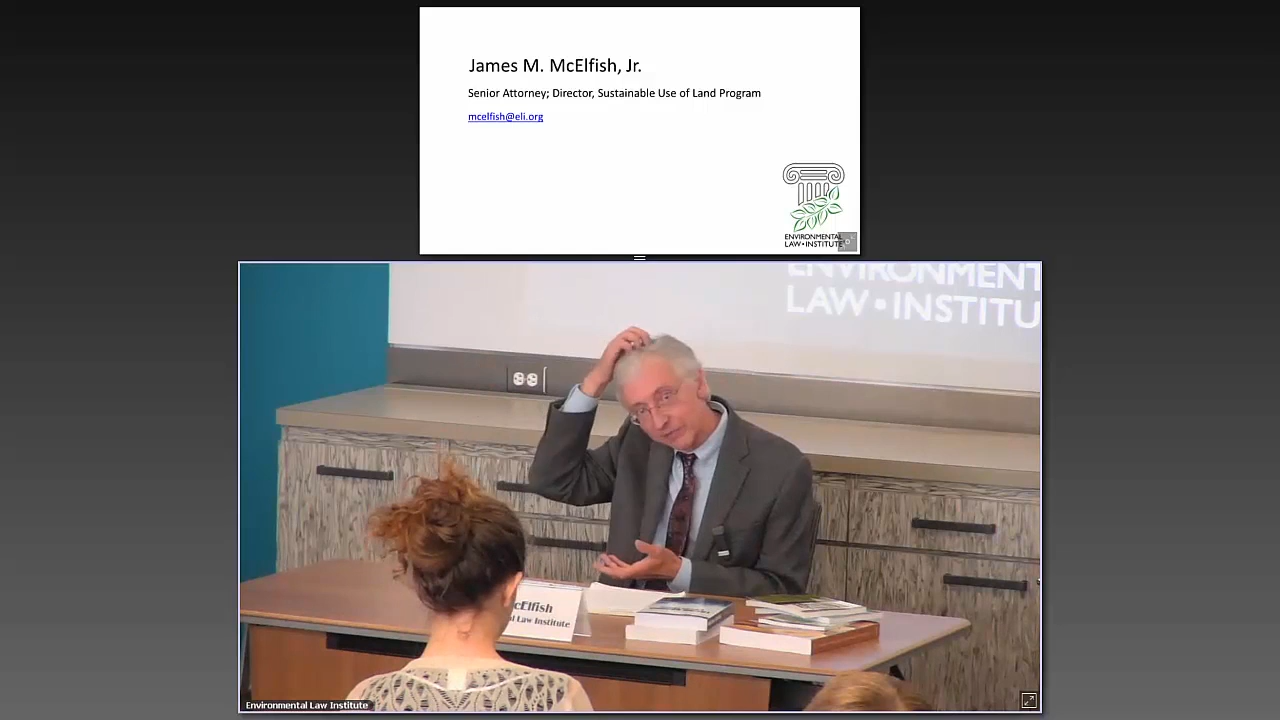 James M. McElfish, Jr.
Senior Attorney; Director, Sustainable Use of Land Program
mcelfish@eli.org
ENVIRONMENTAL
LAW•INSTITUTE
ENVIRONMENT
LAW•INSTITU
cElfish
Law Institute
Environmental Law Institute